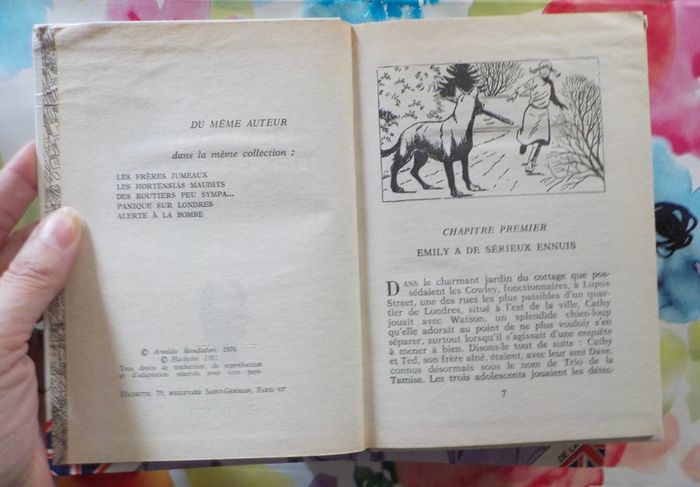 DU MÊME AUTEUR
dans la même collection :
LES FRÈRES JUMEAUX
LES HORTENSIAS MAUDITS
DES ROUTIERS PEU SYMPA...
PANIQUE SUR LONDRES
ALERTE À LA BOMBE
© Arnoldo Mondadori, 1976.
© Hachette, 1981.
Tous droits de traduction, de reproduction
et d'adaptation réservés pour tout pays.
HACHETTE 79, BOULEVARD SAINT-GERMAIN, PARIS VIe
CHAPITRE PREMIER
EMILY A DE SÉRIEUX ENNUIS
DANS le charmant jardin du cottage que pos-
sédaient les Cowley, fonctionnaires, à Lupus
Street, une des rues les plus paisibles d'un quar-
tier de Londres, situé à l'est de la ville, Cathy
jouait avec Watson, un splendide chien-loup
qu'elle adorait au point de ne plus vouloir s'en
séparer, surtout lorsqu'il s'agissait d'une enquête
à mener à bien. Disons-le tout de suite : Cathy
et Ted, son frère aîné, étaient, avec leur ami Dave,
connus désormais sous le nom de Trio de la
Tamise. Les trois adolescents jouaient les détec-
7
DE LA